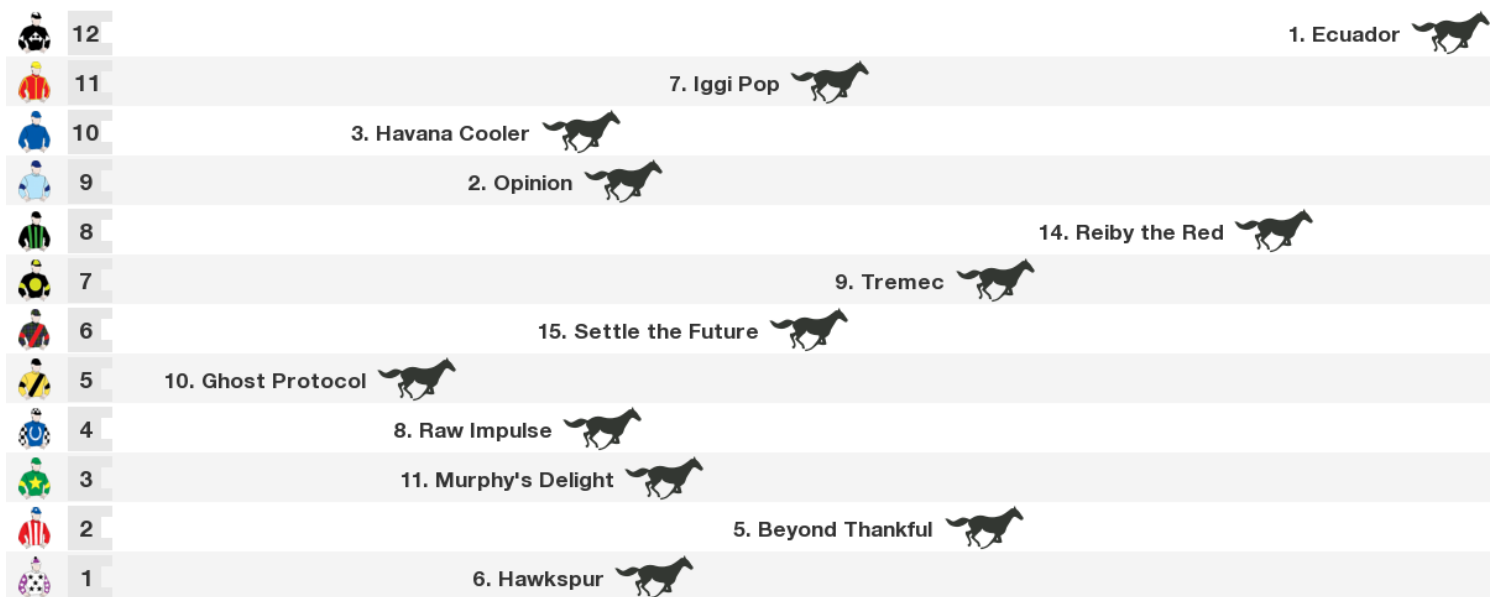 12 1. Ecuador
11 7. Iggi Pop
10 3. Havana Cooler
9 2. Opinion
8 14. Reiby the Red
7 9. Tremec
6 15. Settle the Future
5 10. Ghost Protocol
4 8. Raw Impulse
3 11. Murphy's Delight
2 5. Beyond Thankful
1 6. Hawkspur